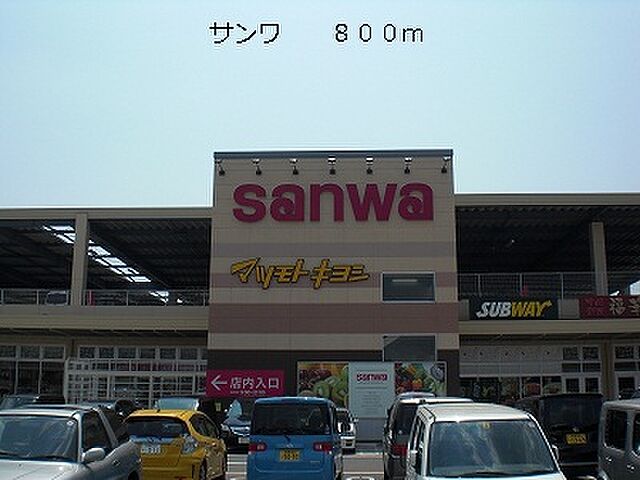 サンワ　　８００ｍ
sanwa
マツモトキヨシ
SUBWAY
←店内入口
sanwa